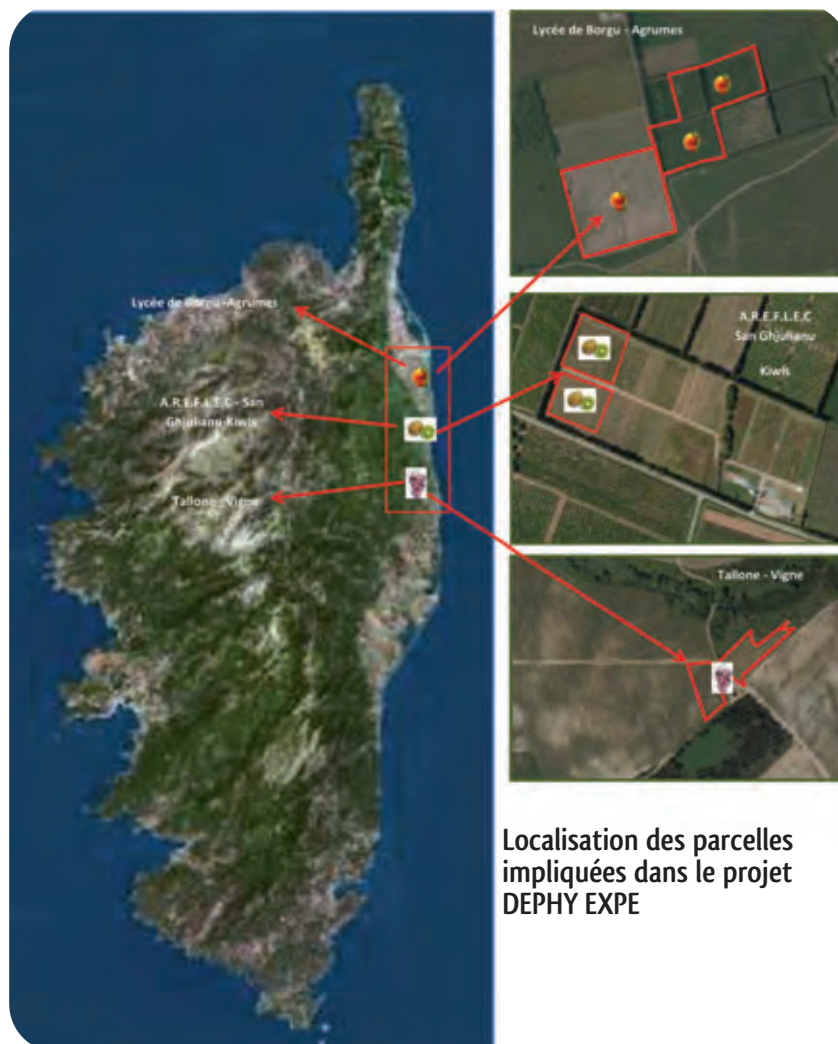 Lycée de Borgu - Agrumes
A.R.E.F.L.E.C - San
Ghjulianu-Kiwis
Tallone - Vigne
Lycée de Borgu - Agrumes
A.R.E.F.L.E.C
San Ghjulianu
Kiwis
Tallone - Vigne
Localisation des parcelles
impliquées dans le projet
DEPHY EXPE